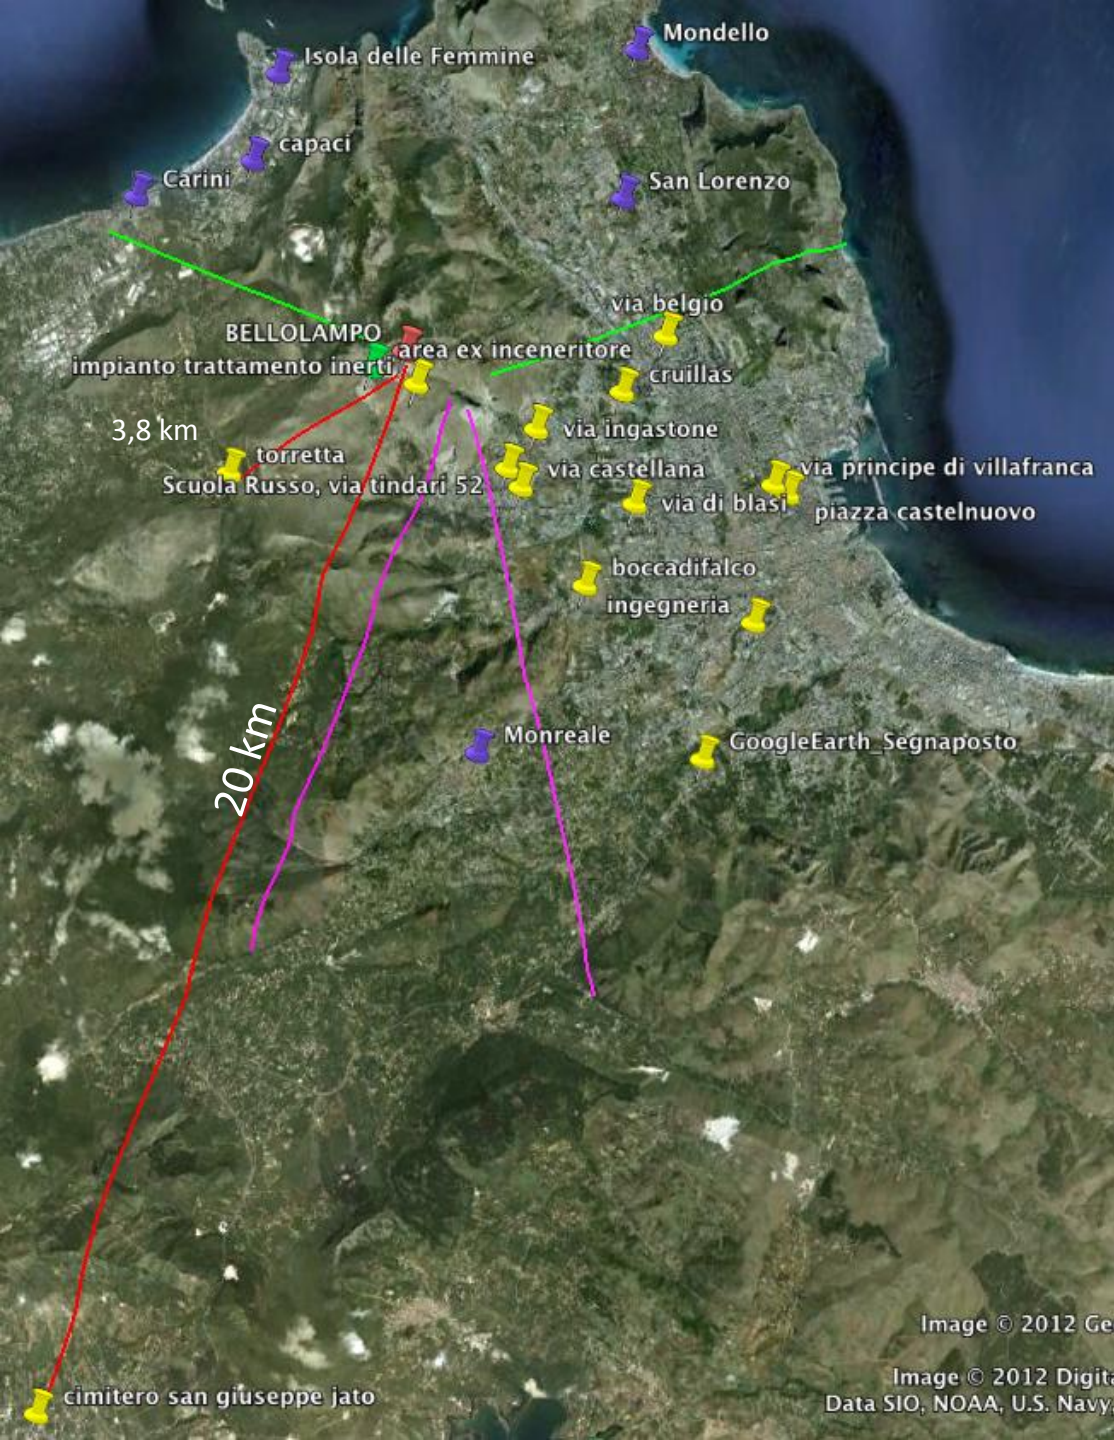 Mondello
Isola delle Femmine
capaci
Carini
San Lorenzo
via belgio
BELLOLAMPO
area ex inceneritore
impianto trattamento inerti
cruillas
3,8 km
via ingastone
torretta
via castellana
via principe di villafranca
Scuola Russo, via tindari 52
via di blasi
piazza castelnuovo
boccadifalco
ingegneria
20 km
Monreale
GoogleEarth_Segnaposto
Image © 2012 Ge
Image © 2012 Digita
Data SIO, NOAA, U.S. Navy,
cimitero san giuseppe jato